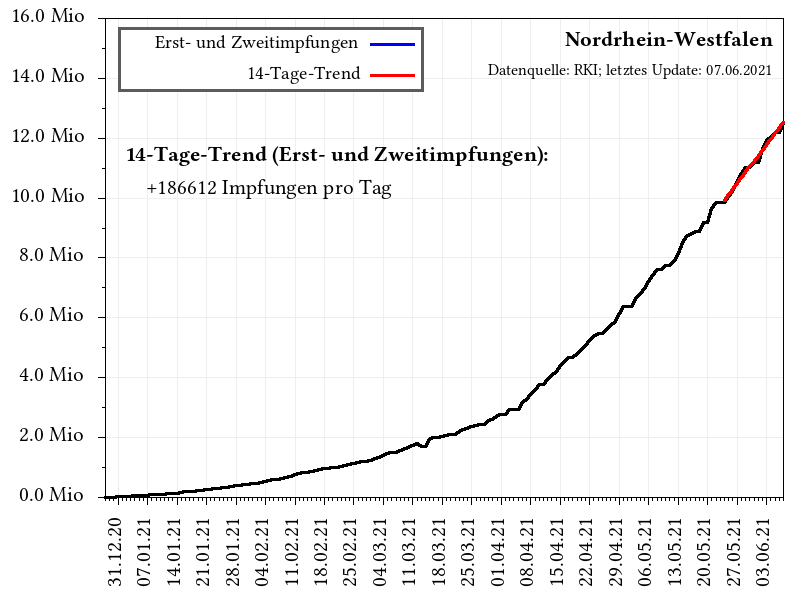 16.0 Mio
14.0 Mio
12.0 Mio
10.0 Mio
8.0 Mio
6.0 Mio
4.0 Mio
2.0 Mio
0.0 Mio
Erst- und Zweitimpfungen
14-Tage-Trend
Nordrhein-Westfalen
Datenquelle: RKI; letztes Update: 07.06.2021
14-Tage-Trend (Erst- und Zweitimpfungen):
+186612 Impfungen pro Tag
31.12.20
07.01.21
14.01.21
21.01.21
28.01.21
04.02.21
11.02.21
18.02.21
25.02.21
04.03.21
11.03.21
18.03.21
25.03.21
01.04.21
08.04.21
15.04.21
22.04.21
29.04.21
06.05.21
13.05.21
20.05.21
27.05.21
03.06.21